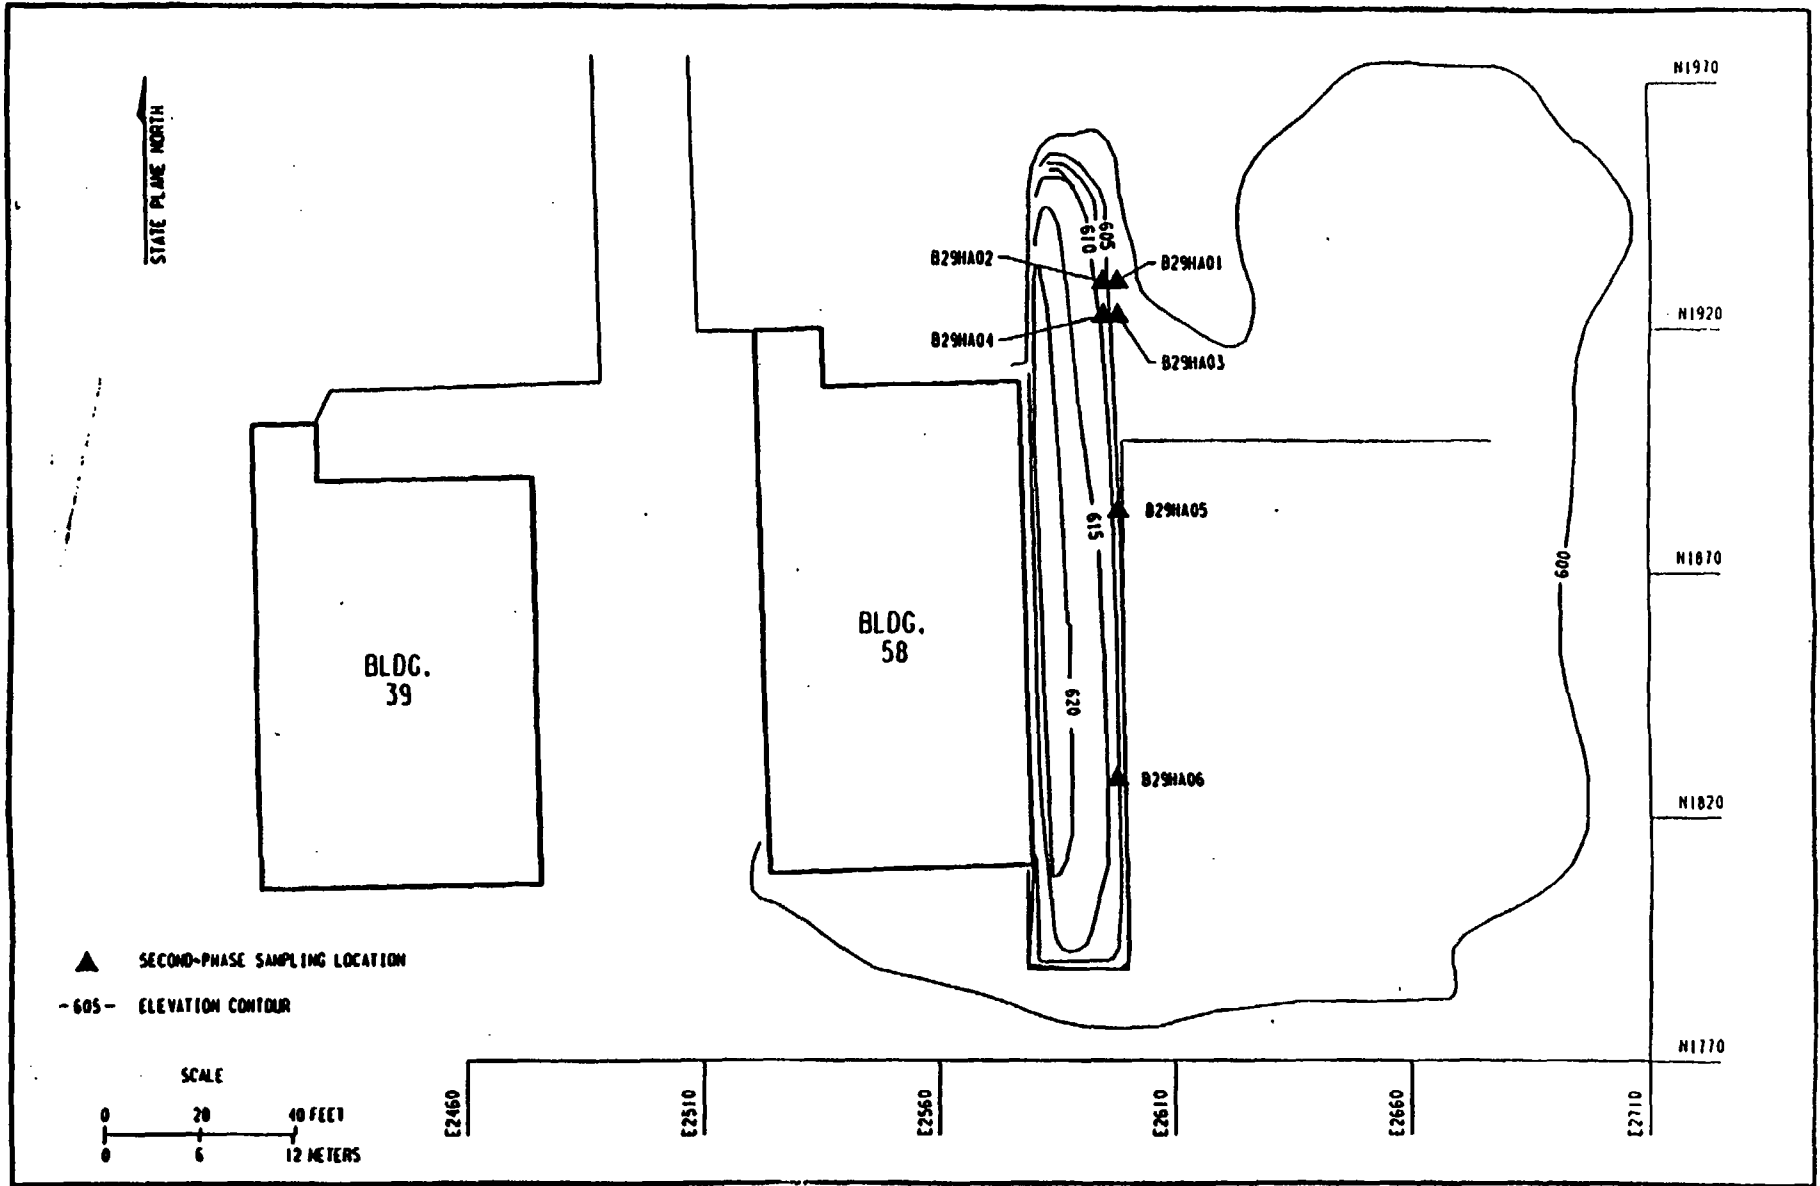 N1970
STATE PLANE NORTH
610
605
B29HA02
B29HA01
N1920
B29HA04
B29HA03
B29HA05
615
N1870
600
BLDG.
58
BLDG.
39
620
B29HA06
N1820
SECOND-PHASE SAMPLING LOCATION
-605- ELEVATION CONTOUR
N1770
SCALE
0 20 40 FEET
0 6 12 METERS
E2460
E2510
E2560
E2610
E2660
E2710